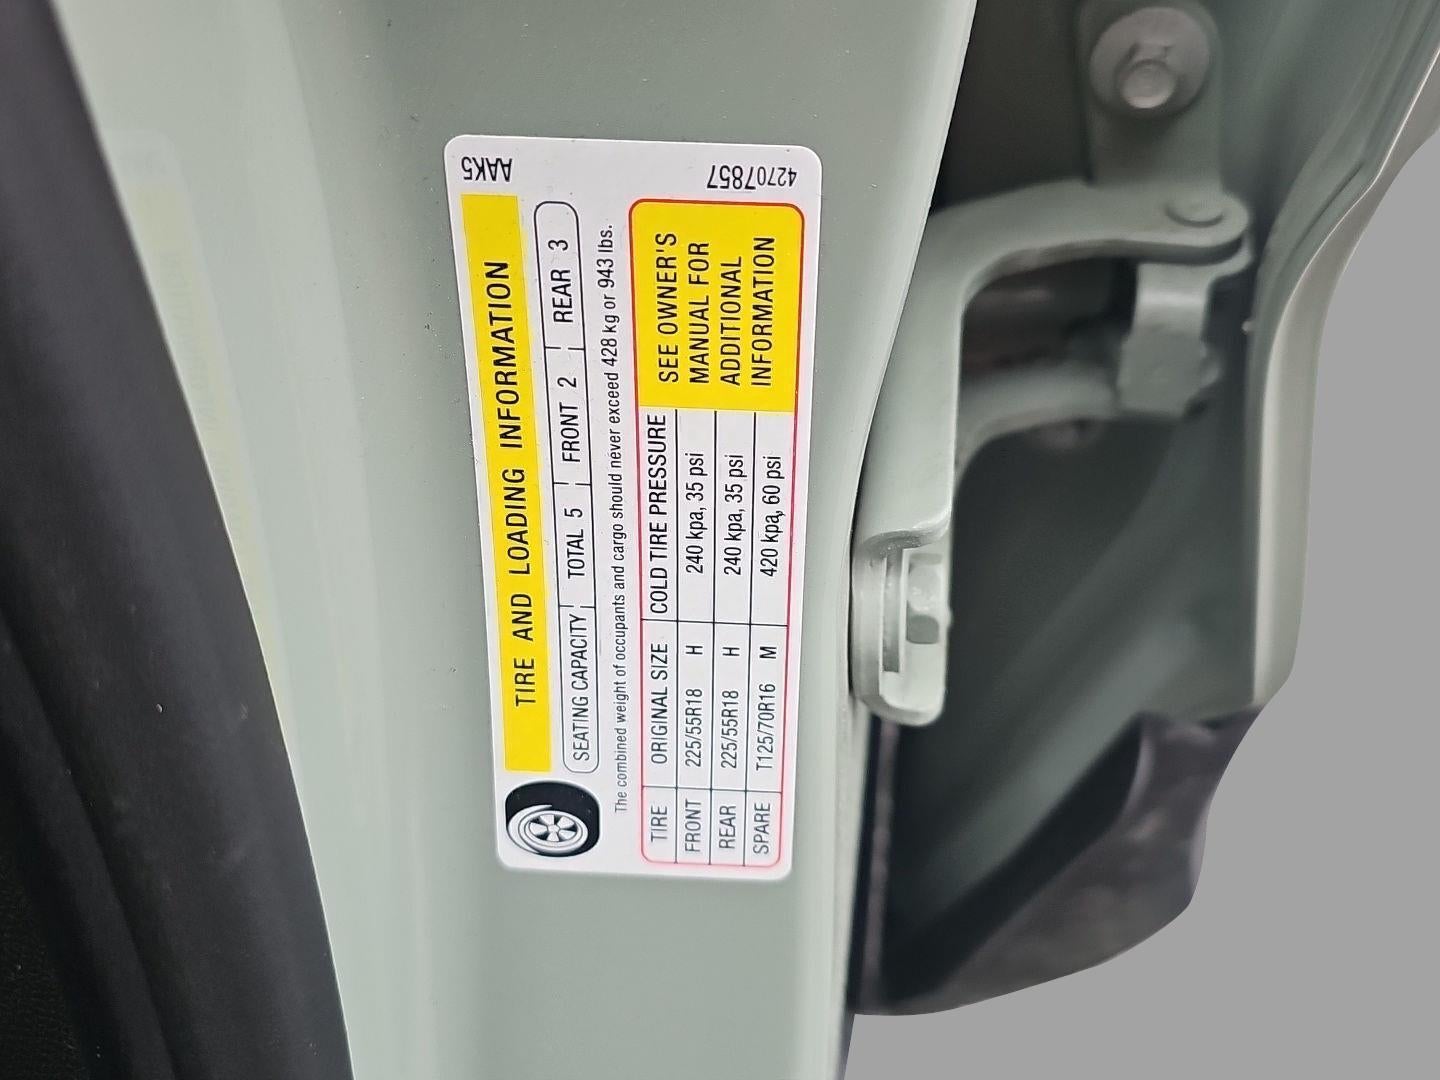 TIRE AND LOADING INFORMATION
SEATING CAPACITY TOTAL 5 FRONT 2 REAR 3
The combined weight of occupants and cargo should never exceed 428 kg or 943 lbs.
TIRE ORIGINAL SIZE COLD TIRE PRESSURE
FRONT 225/55R18 H 240 kpa, 35 psi
REAR 225/55R18 H 240 kpa, 35 psi
SPARE T125/70R16 M 420 kpa, 60 psi
SEE OWNER'S
MANUAL FOR
ADDITIONAL
INFORMATION
AAK5
42707857